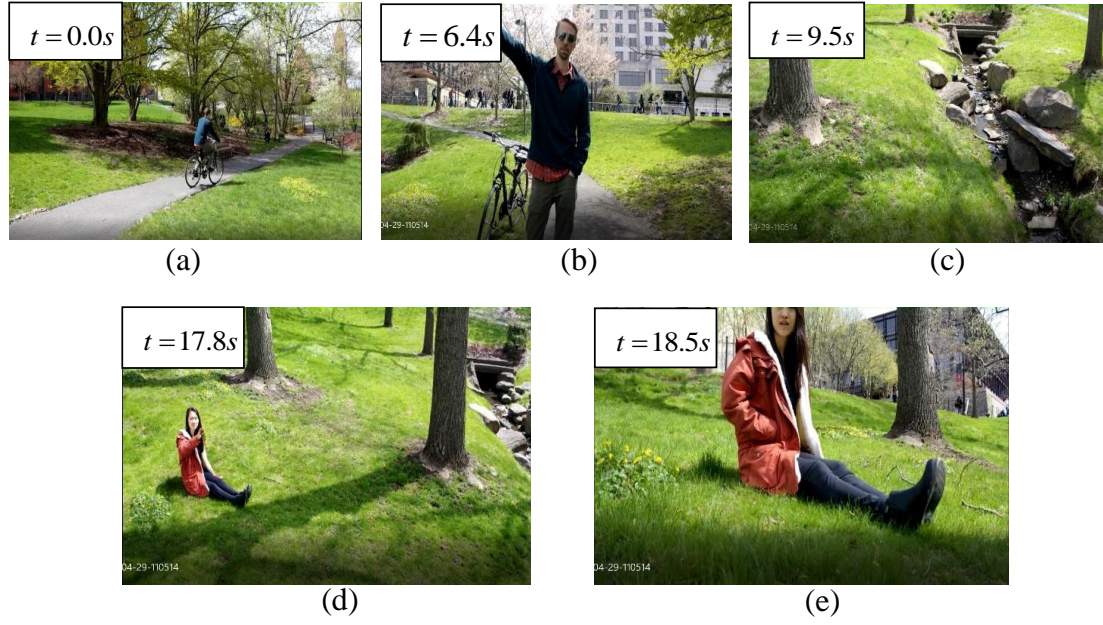 t = 0.0s
t = 6.4s
t = 9.5s
04-29-110514
04-29-110514
(a)
(b)
(c)
t = 17.8s
t = 18.5s
04-29-110514
04-29-110514
(d)
(e)